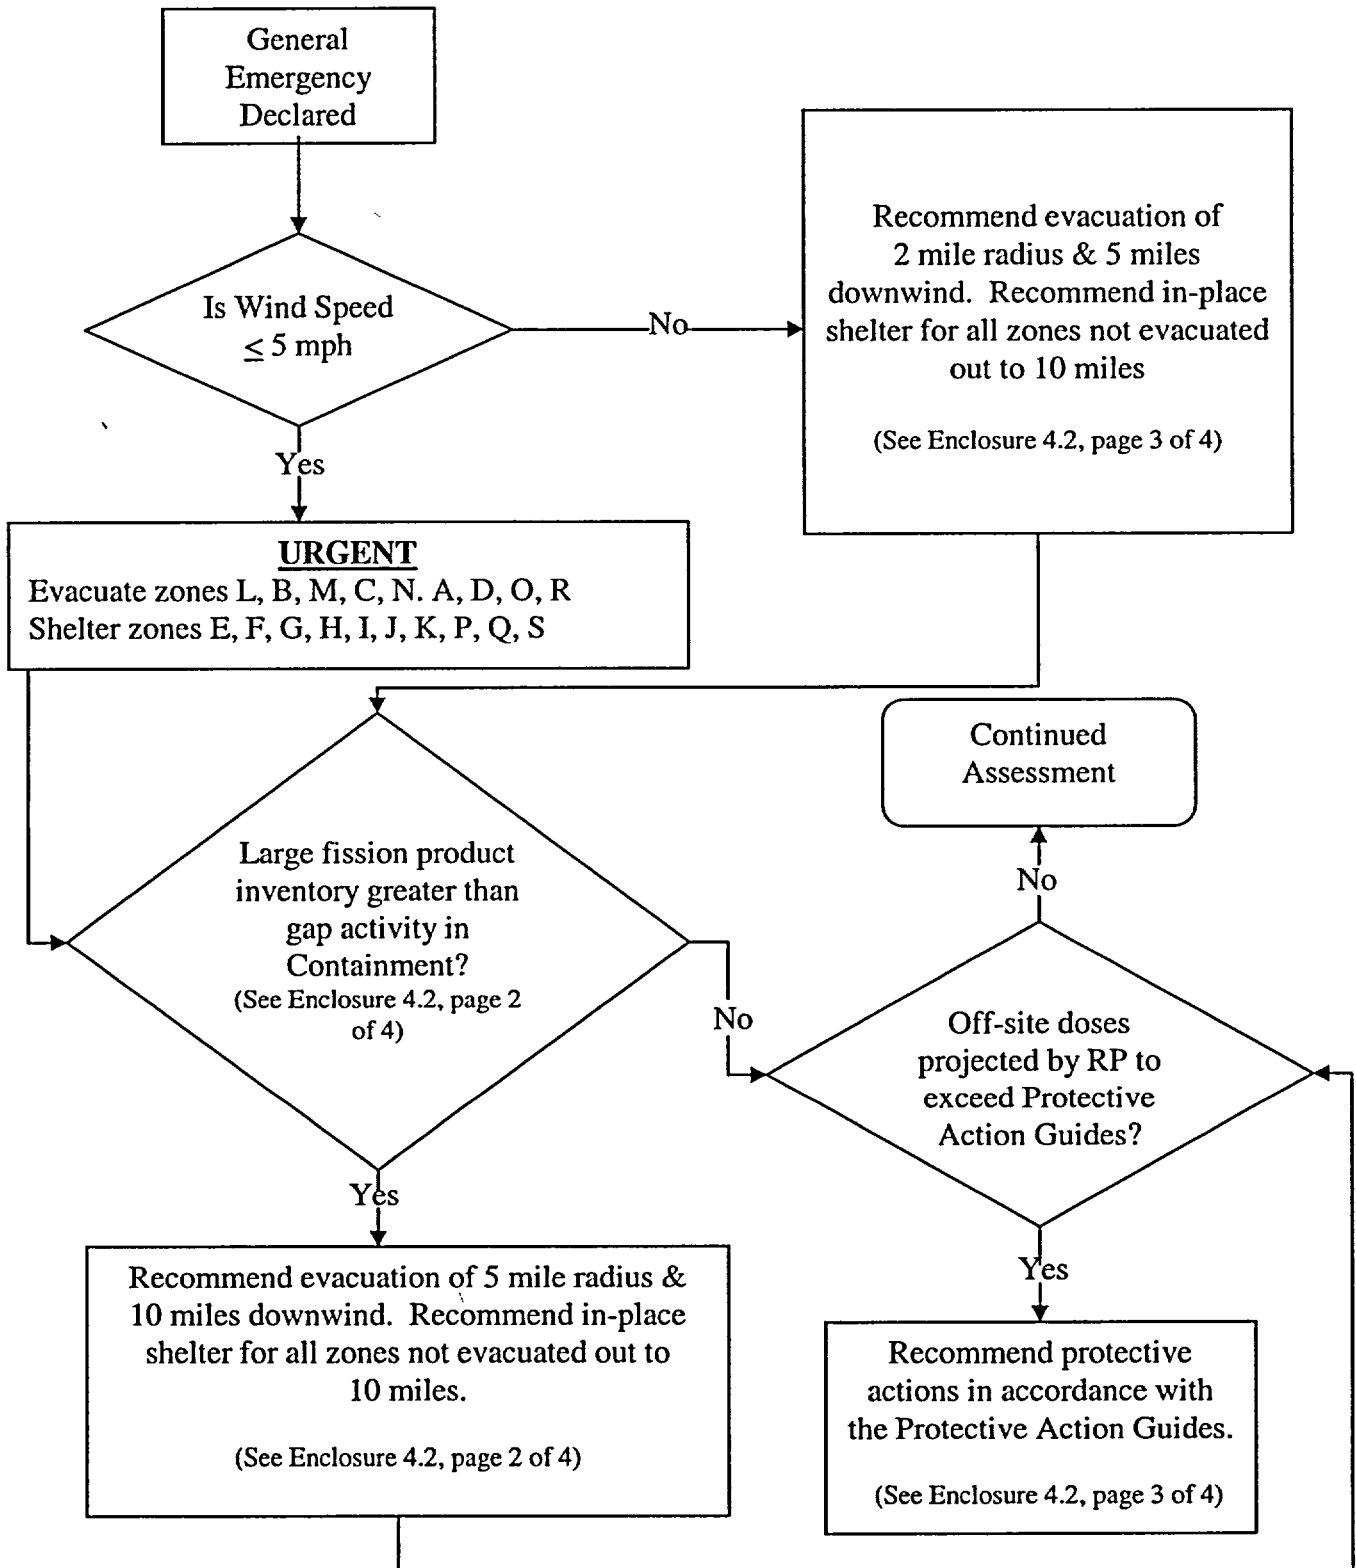 General
Emergency
Declared
Is Wind Speed
≤ 5 mph
No
Recommend evacuation of
2 mile radius & 5 miles
downwind. Recommend in-place
shelter for all zones not evacuated
out to 10 miles
(See Enclosure 4.2, page 3 of 4)
Yes
URGENT
Evacuate zones L, B, M, C, N. A, D, O, R
Shelter zones E, F, G, H, I, J, K, P, Q, S
Large fission product
inventory greater than
gap activity in
Containment?
(See Enclosure 4.2, page 2
of 4)
No
Continued
Assessment
No
Off-site doses
projected by RP to
exceed Protective
Action Guides?
Yes
Recommend evacuation of 5 mile radius &
10 miles downwind. Recommend in-place
shelter for all zones not evacuated out to
10 miles.
(See Enclosure 4.2, page 2 of 4)
Yes
Recommend protective
actions in accordance with
the Protective Action Guides.
(See Enclosure 4.2, page 3 of 4)